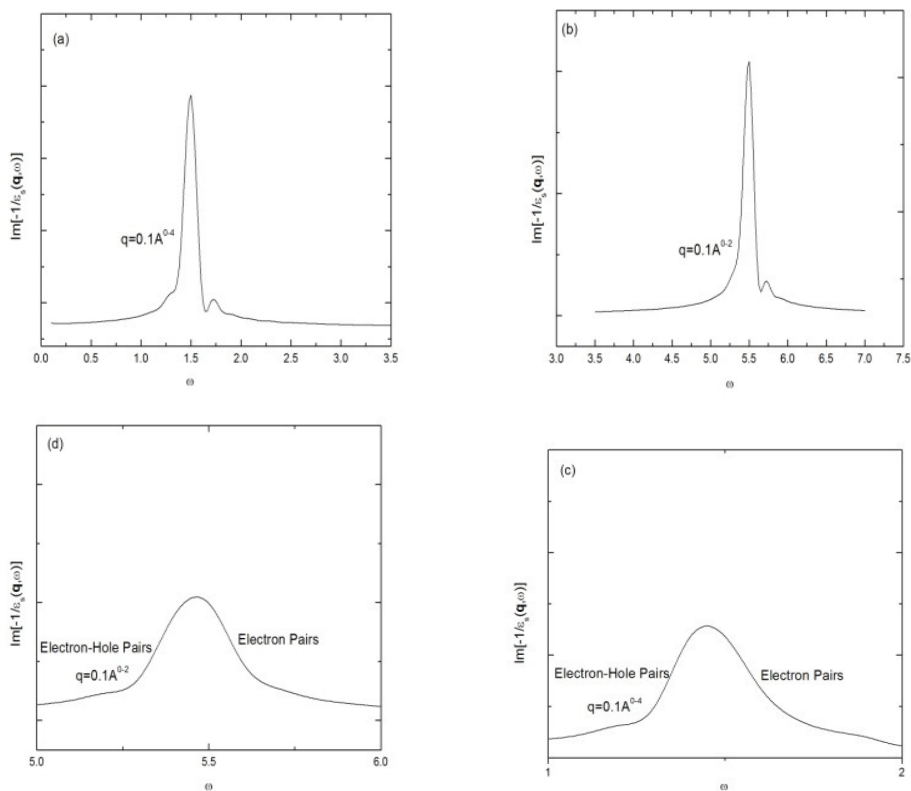 (a)
Im[-1/εs(q,ω)]
q=0.1A⁰⁻⁴
0.0 0.5 1.0 1.5 2.0 2.5 3.0 3.5
ω
(b)
Im[-1/εs(q,ω)]
q=0.1A⁰⁻²
3.0 3.5 4.0 4.5 5.0 5.5 6.0 6.5 7.0 7.5
ω
(d)
Im[-1/εs(q,ω)]
Electron-Hole Pairs
Electron Pairs
q=0.1A⁰⁻²
5.0 5.5 6.0
ω
(c)
Im[-1/εs(q,ω)]
Electron-Hole Pairs
Electron Pairs
q=0.1A⁰⁻⁴
1 2
ω